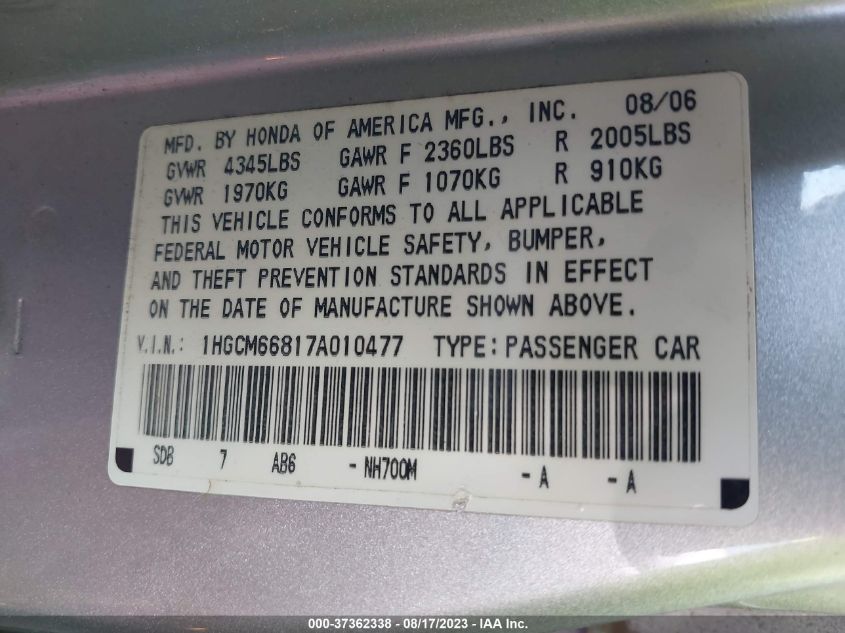 MFD. BY HONDA OF AMERICA MFG., INC. 08/06
GVWR 4345LBS GAWR F 2360LBS R 2005LBS
GVWR 1970KG GAWR F 1070KG R 910KG
THIS VEHICLE CONFORMS TO ALL APPLICABLE
FEDERAL MOTOR VEHICLE SAFETY, BUMPER,
AND THEFT PREVENTION STANDARDS IN EFFECT
ON THE DATE OF MANUFACTURE SHOWN ABOVE.
V.I.N.: 1HGCM66817A010477 TYPE: PASSENGER CAR
SDB 7 AB6 - NH700M - A - A
000-37362338 - 08/17/2023 - IAA Inc.